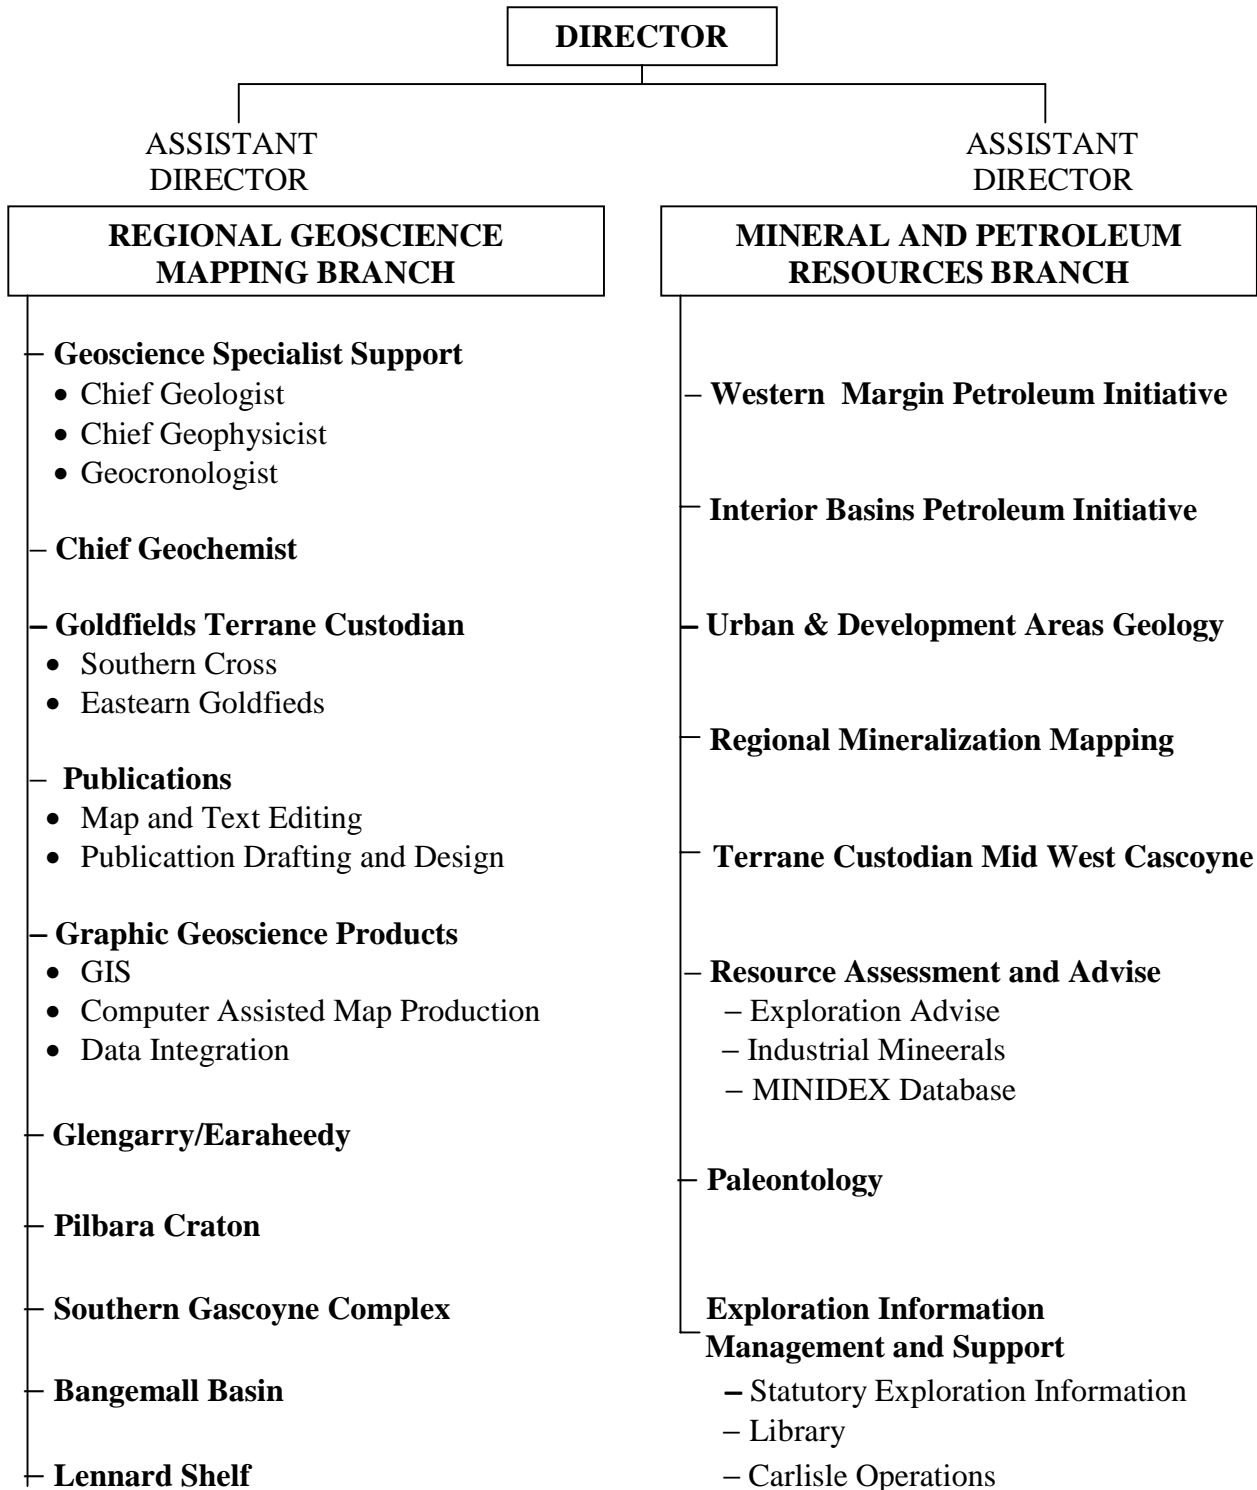 DIRECTOR
ASSISTANT
DIRECTOR
REGIONAL GEOSCIENCE
MAPPING BRANCH
– Geoscience Specialist Support
• Chief Geologist
• Chief Geophysicist
• Geocronologist
– Chief Geochemist
– Goldfields Terrane Custodian
• Southern Cross
• Eastearn Goldfieds
– Publications
• Map and Text Editing
• Publicattion Drafting and Design
– Graphic Geoscience Products
• GIS
• Computer Assisted Map Production
• Data Integration
– Glengarry/Earaheedy
– Pilbara Craton
– Southern Gascoyne Complex
– Bangemall Basin
– Lennard Shelf
ASSISTANT
DIRECTOR
MINERAL AND PETROLEUM
RESOURCES BRANCH
– Western Margin Petroleum Initiative
– Interior Basins Petroleum Initiative
– Urban & Development Areas Geology
– Regional Mineralization Mapping
– Terrane Custodian Mid West Cascoyne
– Resource Assessment and Advise
– Exploration Advise
– Industrial Mineerals
– MINIDEX Database
– Paleontology
Exploration Information
– Management and Support
– Statutory Exploration Information
– Library
– Carlisle Operations